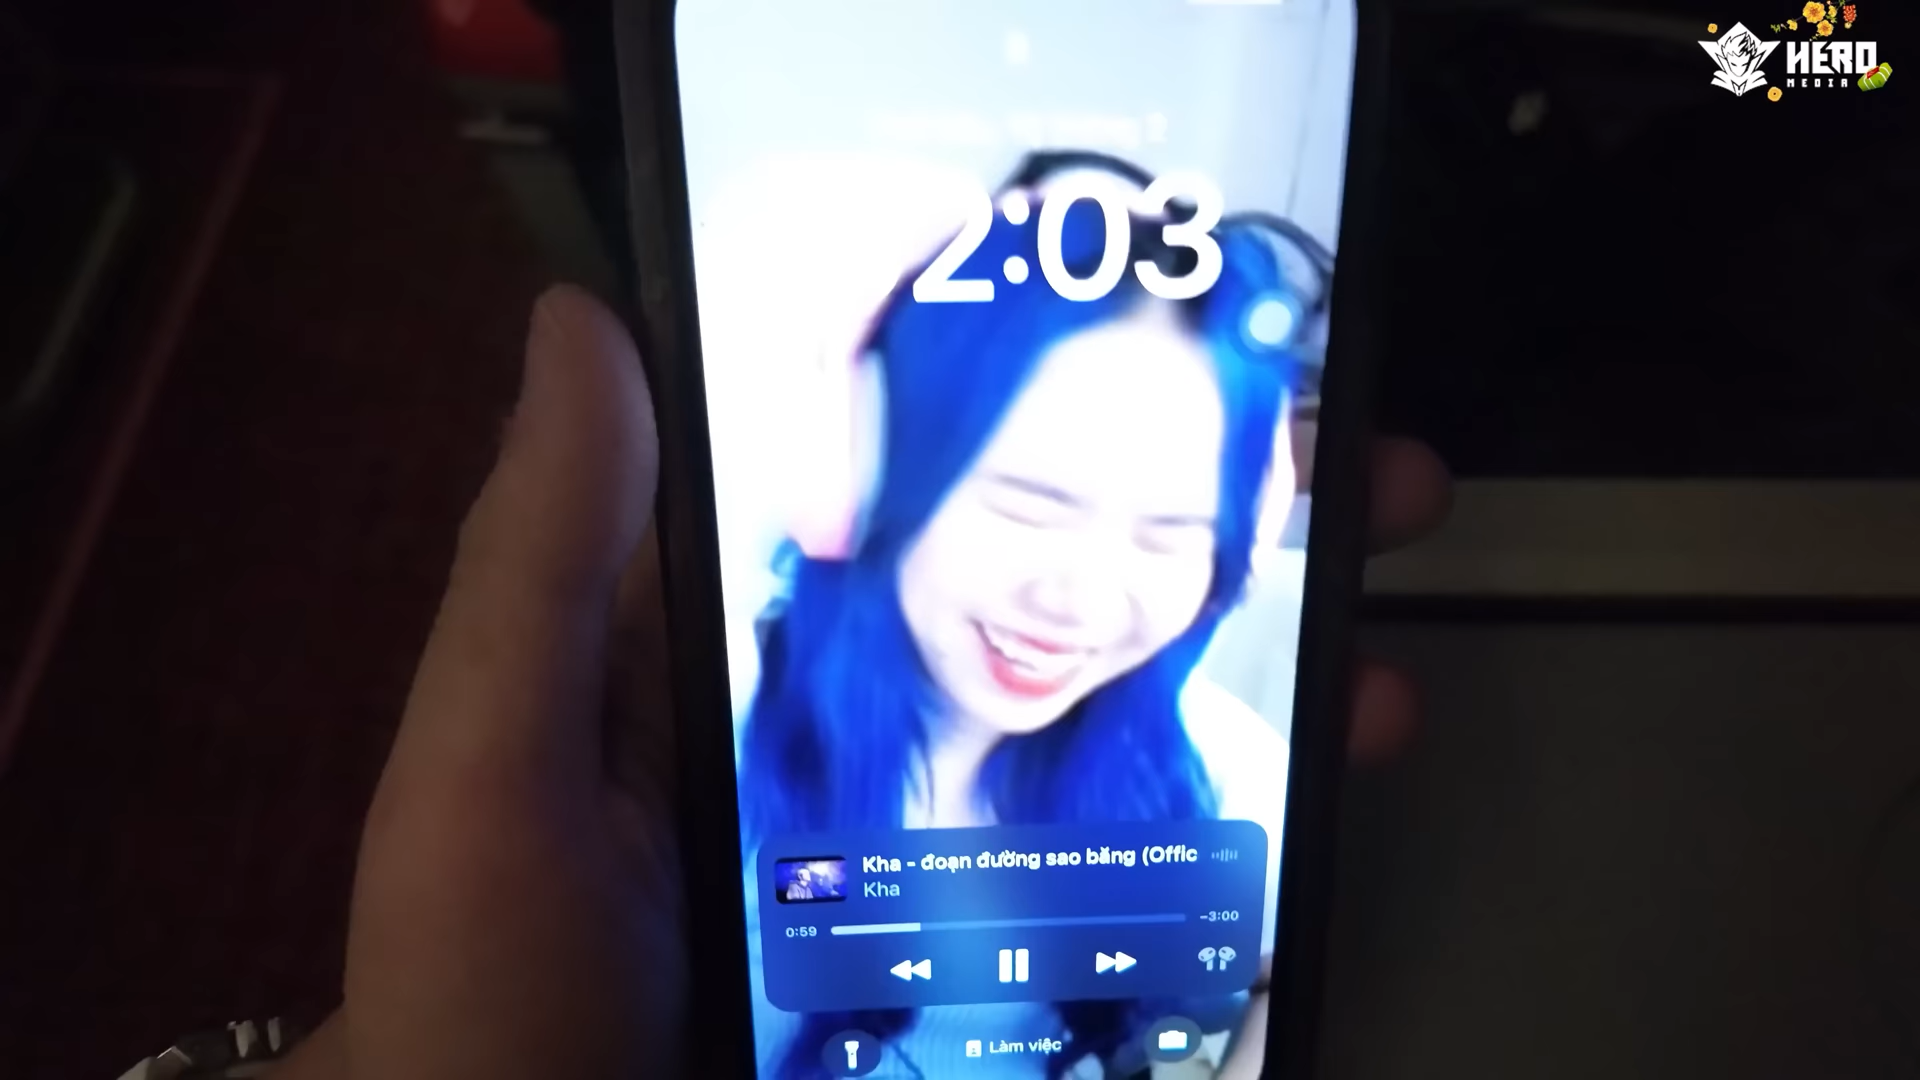 HERO
MEDIA
2:03
Kha - đoạn đường sao băng (Offic
Kha
0:59
-3:00
Làm việc